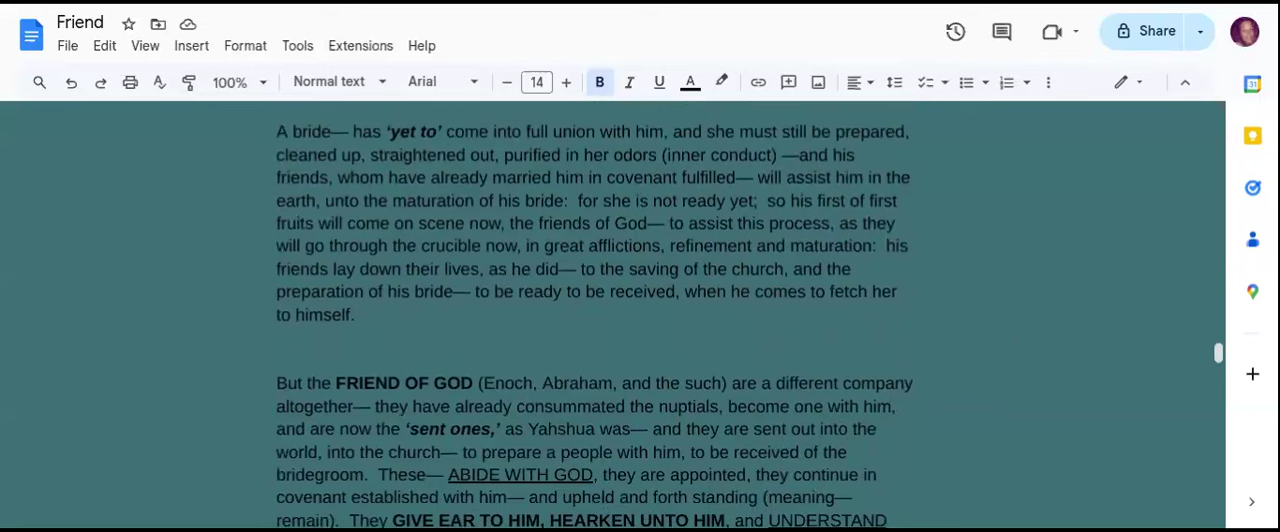 Friend
File Edit View Insert Format Tools Extensions Help
Share
100% Normal text Arial − 14 + B I U A
31
A bride— has ‘yet to’ come into full union with him, and she must still be prepared,
cleaned up, straightened out, purified in her odors (inner conduct) —and his
friends, whom have already married him in covenant fulfilled— will assist him in the
earth, unto the maturation of his bride:  for she is not ready yet;  so his first of first
fruits will come on scene now, the friends of God— to assist this process, as they
will go through the crucible now, in great afflictions, refinement and maturation:  his
friends lay down their lives, as he did— to the saving of the church, and the
preparation of his bride— to be ready to be received, when he comes to fetch her
to himself.
But the FRIEND OF GOD (Enoch, Abraham, and the such) are a different company
altogether— they have already consummated the nuptials, become one with him,
and are now the ‘sent ones,’ as Yahshua was— and they are sent out into the
world, into the church— to prepare a people with him, to be received of the
bridegroom.  These— ABIDE WITH GOD, they are appointed, they continue in
covenant established with him— and upheld and forth standing (meaning—
remain).  They GIVE EAR TO HIM, HEARKEN UNTO HIM, and UNDERSTAND